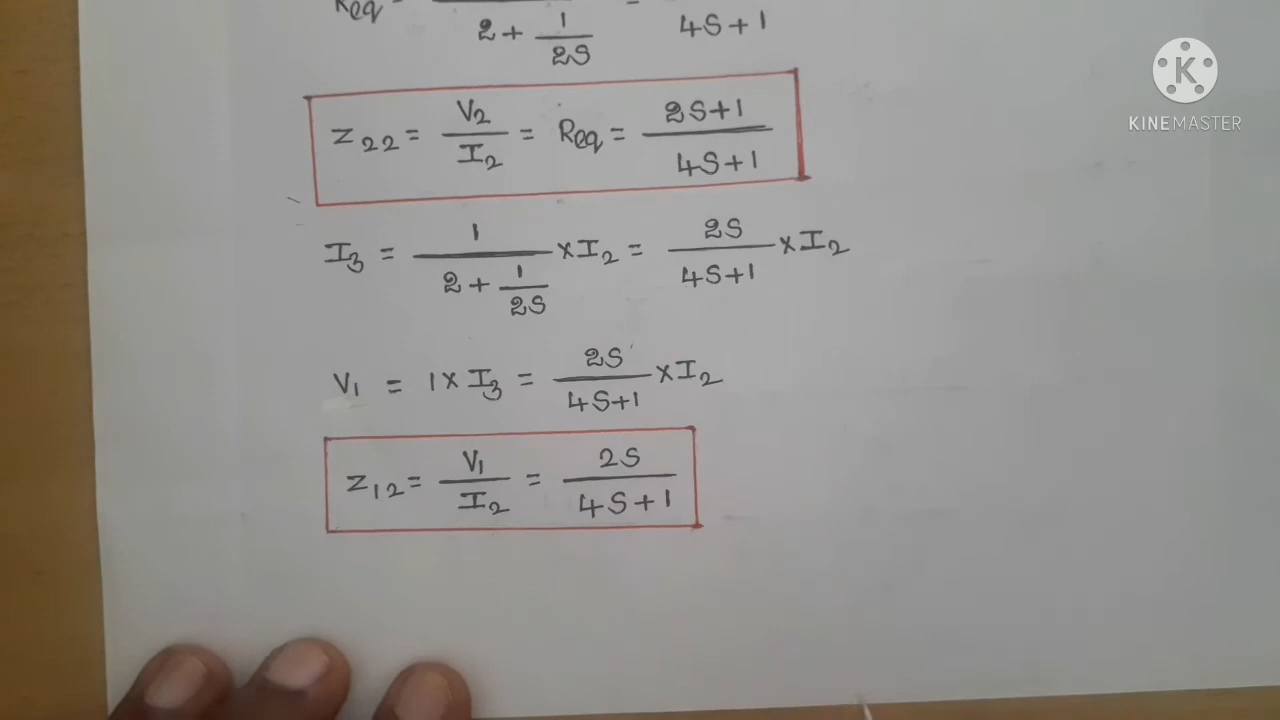 Req = 2 + 1/2S = 4S+1
K
KINEMASTER
Z22 = V2/I2 = Req = 2S+1/4S+1
I3 = 1/(2 + 1/2S) × I2 = 2S/4S+1 × I2
V1 = 1 × I3 = 2S/4S+1 × I2
Z12 = V1/I2 = 2S/4S+1